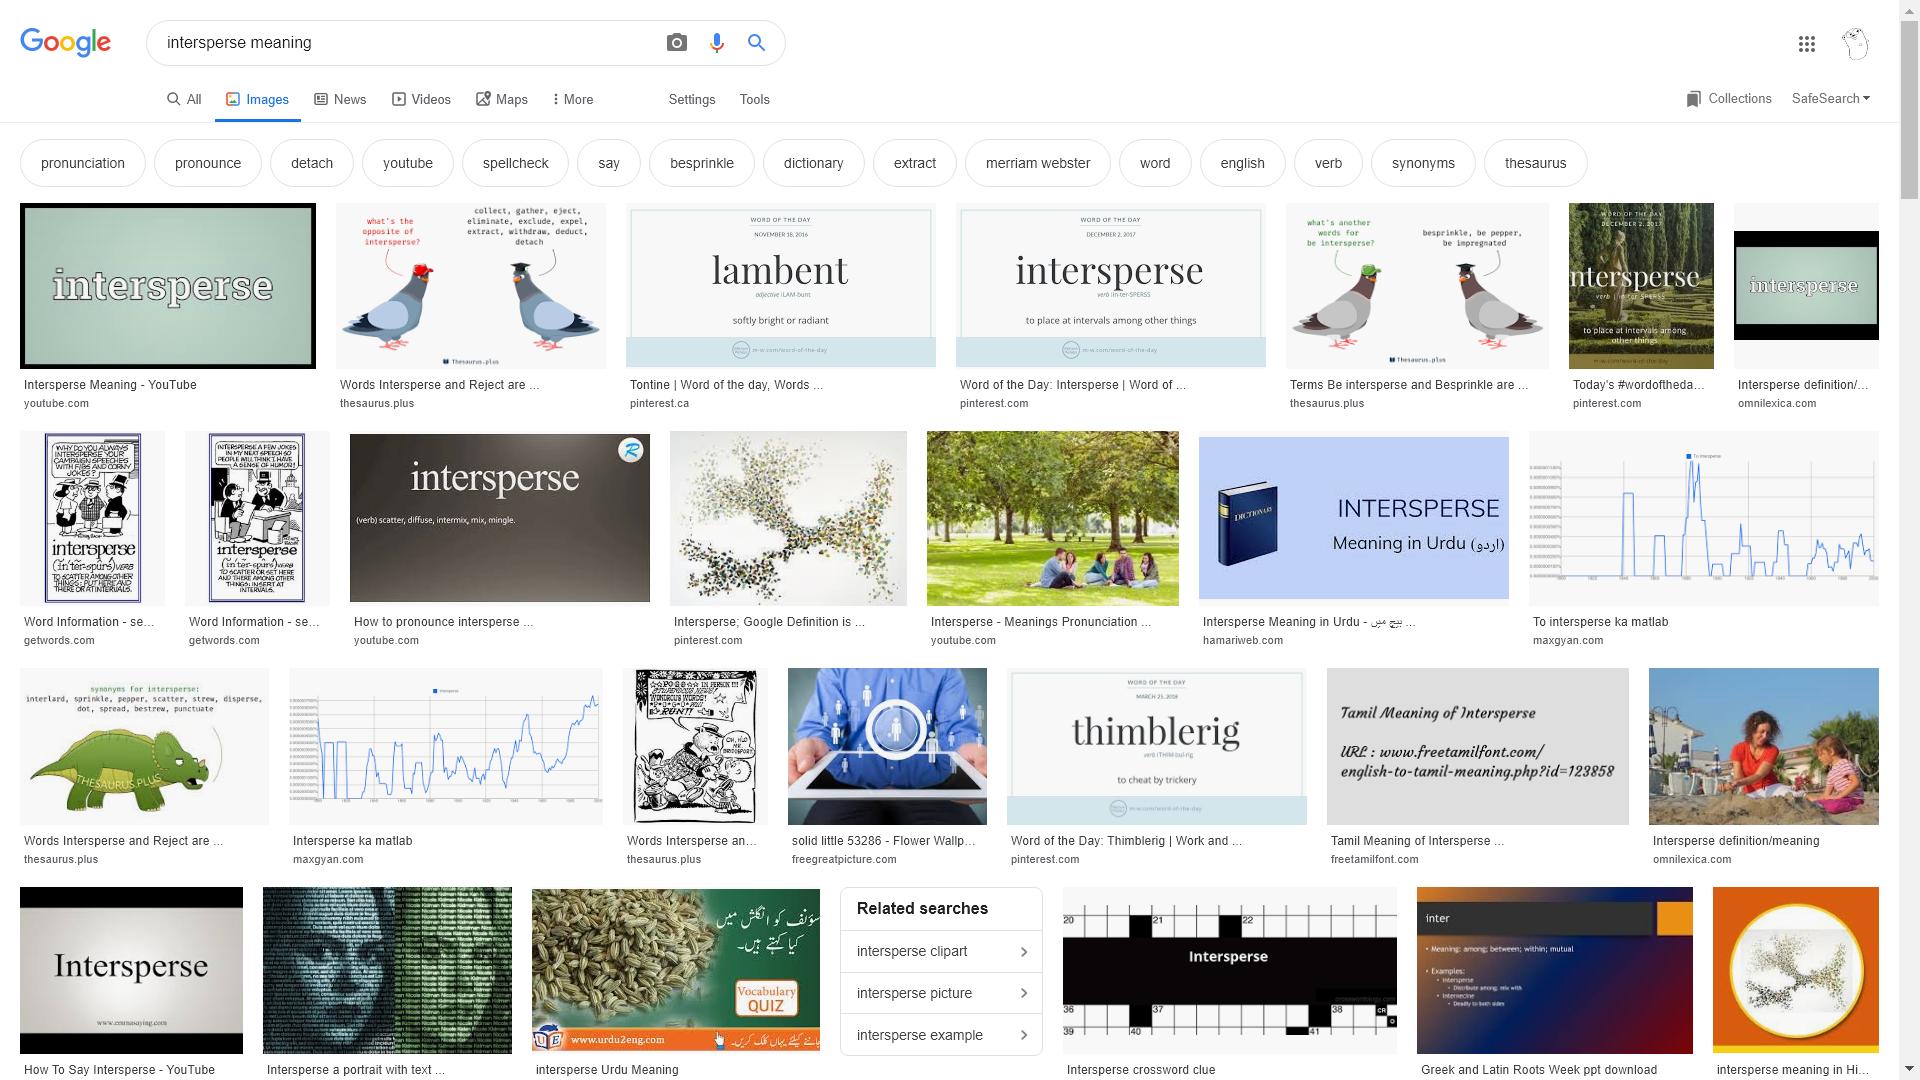 Google
intersperse meaning
All
Images
News
Videos
Maps
More
Settings
Tools
Collections
SafeSearch
pronunciation
pronounce
detach
youtube
spellcheck
say
besprinkle
dictionary
extract
merriam webster
word
english
verb
synonyms
thesaurus
intersperse
Intersperse Meaning - YouTube
youtube.com
what's the
opposite of
intersperse?
collect, gather, eject,
eliminate, exclude, expel,
extract, withdraw, deduct,
detach
Thesaurus.plus
Words Intersperse and Reject are ...
thesaurus.plus
WORD OF THE DAY
NOVEMBER 18, 2016
lambent
adjective | LAM-bunt
softly bright or radiant
m-w.com/word-of-the-day
Tontine | Word of the day, Words ...
pinterest.ca
WORD OF THE DAY
DECEMBER 2, 2017
intersperse
verb | in-ter-SPERSS
to place at intervals among other things
m-w.com/word-of-the-day
Word of the Day: Intersperse | Word of ...
pinterest.com
what's another
words for
be intersperse?
besprinkle, be pepper,
be impregnated
Thesaurus.plus
Terms Be intersperse and Besprinkle are ...
thesaurus.plus
WORD OF THE DAY
DECEMBER 2, 2017
ntersperse
verb | in-ter-SPERSS
to place at intervals among
other things
m-w.com/word-of-the-day
Today's #wordoftheda...
pinterest.com
intersperse
Intersperse definition/...
omnilexica.com
WHY DO YOU ALWAYS
INTERSPERSE YOUR
CAMPAIGN SPEECHES
WITH FIBS AND CORNY
JOKES?
intersperse
(in'ter-spurs') VERB
TO SCATTER AMONG OTHER
THINGS; PUT HERE AND
THERE OR AT INTERVALS.
Word Information - se...
getwords.com
INTERSPERSE A FEW JOKES
IN MY NEXT SPEECH SO
PEOPLE WILL THINK I HAVE
A SENSE OF HUMOR!
intersperse
(in'ter-spurs') VERB
TO SCATTER OR SET HERE
AND THERE AMONG OTHER
THINGS; INSERT AT
INTERVALS.
Word Information - se...
getwords.com
intersperse
(verb) scatter, diffuse, intermix, mix, mingle.
How to pronounce intersperse ...
youtube.com
Intersperse; Google Definition is ...
pinterest.com
Intersperse - Meanings Pronunciation ...
youtube.com
DICTIONARY
INTERSPERSE
Meaning in Urdu (اردو)
Intersperse Meaning in Urdu - بیچ میں ...
hamariweb.com
To intersperse
To intersperse ka matlab
maxgyan.com
synonyms for intersperse:
interlard, sprinkle, pepper, scatter, strew, disperse,
dot, spread, bestrew, punctuate
THESAURUS.PLUS
Words Intersperse and Reject are ...
thesaurus.plus
Intersperse
Intersperse ka matlab
maxgyan.com
Words Intersperse an...
thesaurus.plus
solid little 53286 - Flower Wallp...
freegreatpicture.com
WORD OF THE DAY
MARCH 25, 2018
thimblerig
verb | THIM-bul-rig
to cheat by trickery
m-w.com/word-of-the-day
Word of the Day: Thimblerig | Work and ...
pinterest.com
Tamil Meaning of Intersperse
URL : www.freetamilfont.com/
english-to-tamil-meaning.php?id=123858
Tamil Meaning of Intersperse ...
freetamilfont.com
Intersperse definition/meaning
omnilexica.com
Intersperse
www.emmasaying.com
How To Say Intersperse - YouTube
Intersperse a portrait with text ...
سونف کو انگلش میں
کیا کہتے ہیں۔
Vocabulary
QUIZ
UE
www.urdu2eng.com
جاننے کیلئے یہاں کلک کریں۔
intersperse Urdu Meaning
Related searches
intersperse clipart
intersperse picture
intersperse example
20
21
22
Intersperse
36
37
38
39
40
41
Intersperse crossword clue
inter
Meaning: among; between; within; mutual
Examples:
Intersperse
Distribute among; mix with
Internecine
Deadly to both sides
Greek and Latin Roots Week ppt download
intersperse meaning in Hi...